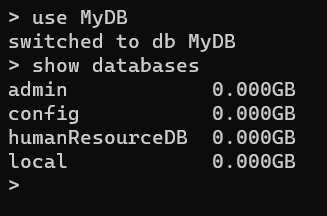 > use MyDB
switched to db MyDB
> show databases
admin            0.000GB
config           0.000GB
humanResourceDB  0.000GB
local            0.000GB
>